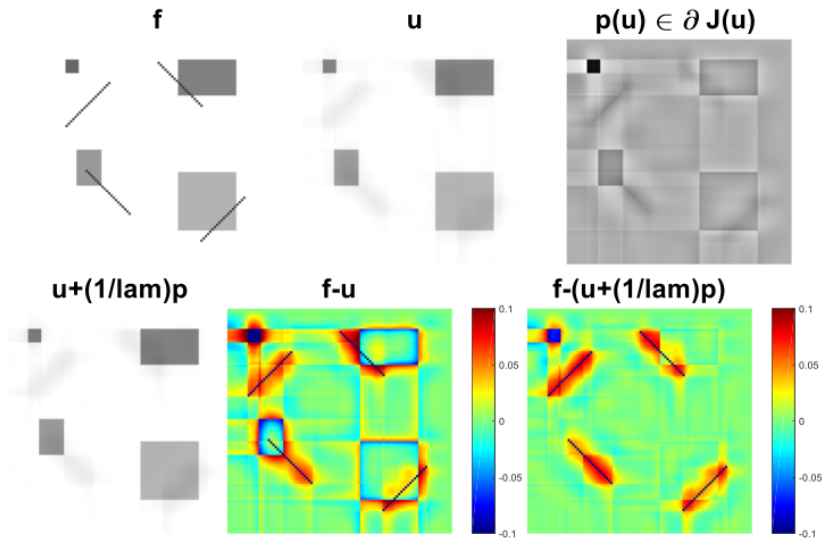 f
u
p(u) ∈ ∂ J(u)
u+(1/lam)p
f-u
0.1
0.05
0
-0.05
-0.1
f-(u+(1/lam)p)
0.1
0.05
0
-0.05
-0.1